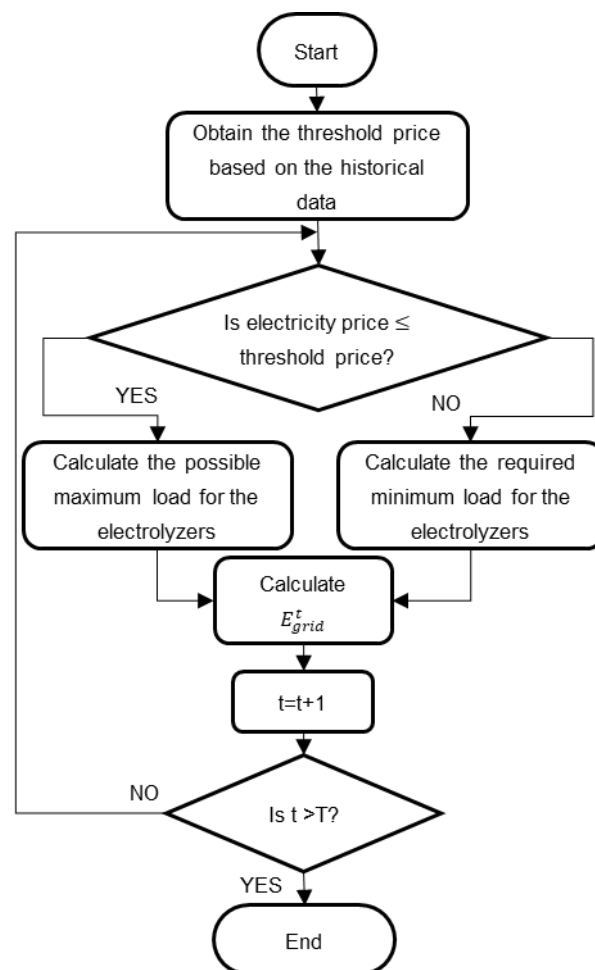 Start
Obtain the threshold price
based on the historical
data
Is electricity price ≤
threshold price?
YES
NO
Calculate the possible
maximum load for the
electrolyzers
Calculate the required
minimum load for the
electrolyzers
Calculate
E_{grid}^{t}
t=t+1
NO
Is t >T?
YES
End